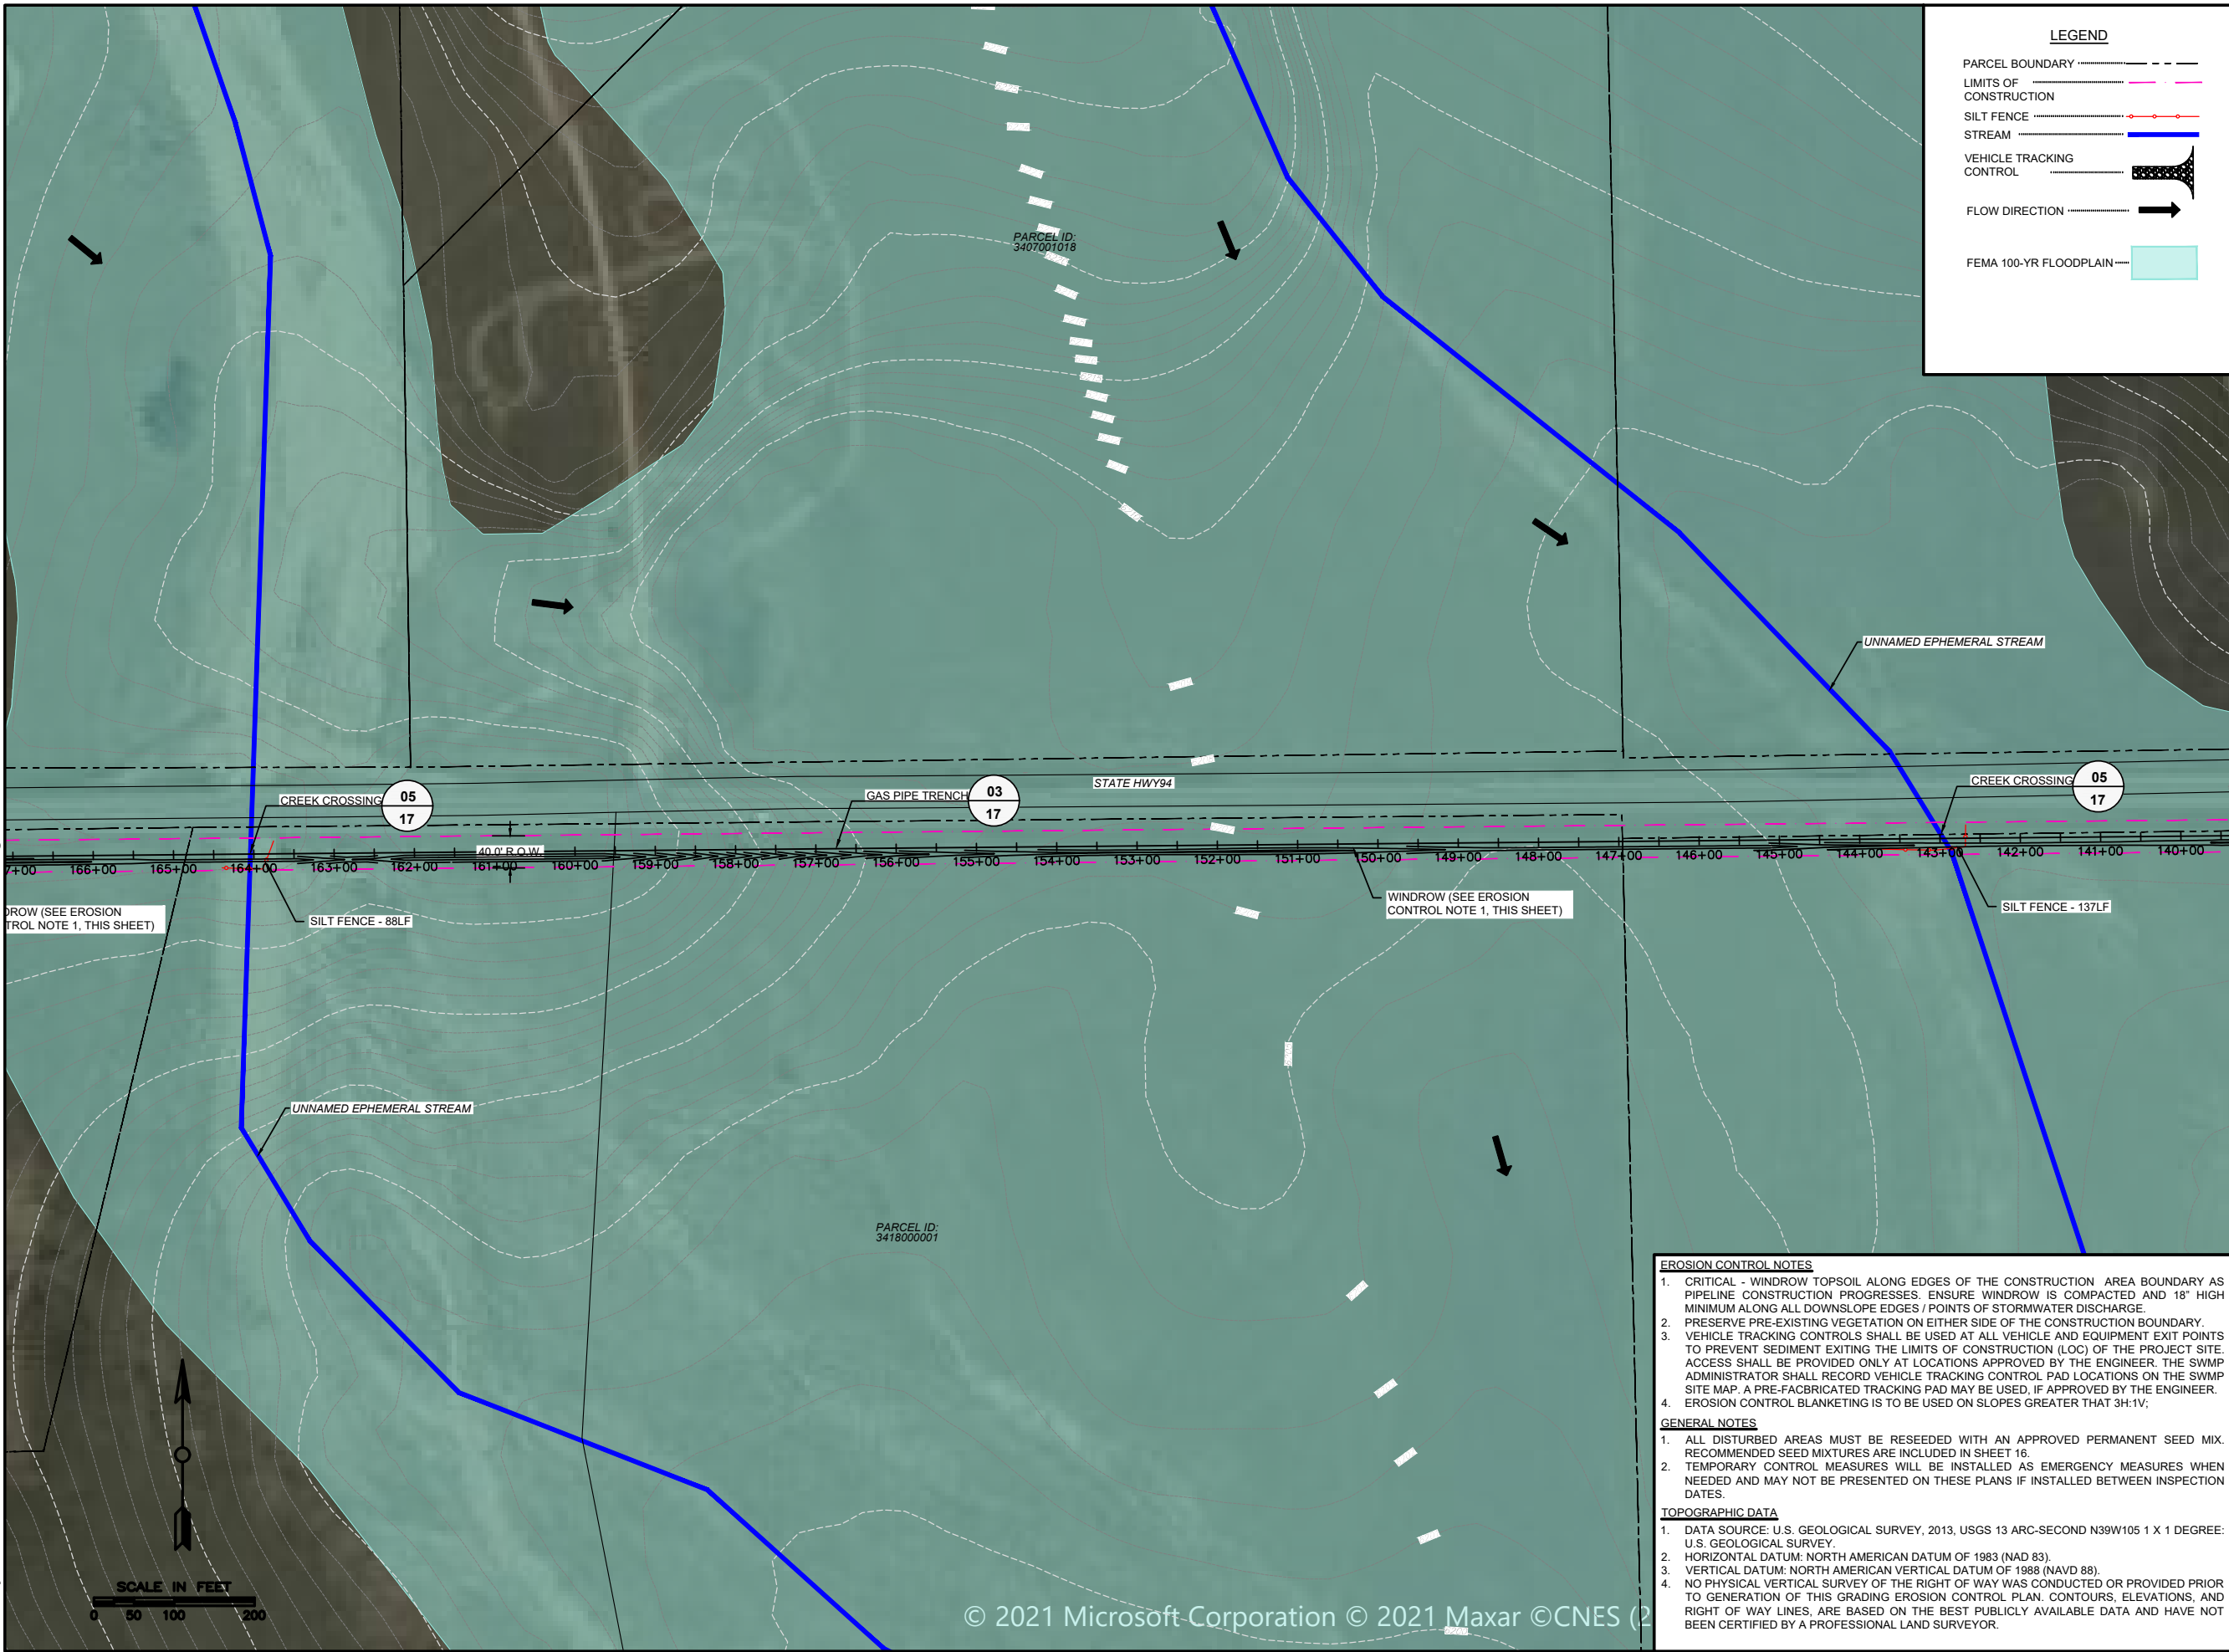 LEGEND
PARCEL BOUNDARY
LIMITS OF
CONSTRUCTION
SILT FENCE
STREAM
VEHICLE TRACKING
CONTROL
FLOW DIRECTION
FEMA 100-YR FLOODPLAIN
PARCEL ID:
3407001018
UNNAMED EPHEMERAL STREAM
STATE HWY94
CREEK CROSSING
05
17
GAS PIPE TRENCH
03
17
CREEK CROSSING
05
17
40.0' R.O.W.
7+00 166+00 165+00 164+00 163+00 162+00 161+00 160+00 159+00 158+00 157+00 156+00 155+00 154+00 153+00 152+00 151+00 150+00 149+00 148+00 147+00 146+00 145+00 144+00 143+00 142+00 141+00 140+00
DROW (SEE EROSION
TROL NOTE 1, THIS SHEET)
SILT FENCE - 88LF
WINDROW (SEE EROSION
CONTROL NOTE 1, THIS SHEET)
SILT FENCE - 137LF
UNNAMED EPHEMERAL STREAM
PARCEL ID:
3418000001
EROSION CONTROL NOTES
1. CRITICAL - WINDROW TOPSOIL ALONG EDGES OF THE CONSTRUCTION AREA BOUNDARY AS
PIPELINE CONSTRUCTION PROGRESSES. ENSURE WINDROW IS COMPACTED AND 18" HIGH
MINIMUM ALONG ALL DOWNSLOPE EDGES / POINTS OF STORMWATER DISCHARGE.
2. PRESERVE PRE-EXISTING VEGETATION ON EITHER SIDE OF THE CONSTRUCTION BOUNDARY.
3. VEHICLE TRACKING CONTROLS SHALL BE USED AT ALL VEHICLE AND EQUIPMENT EXIT POINTS
TO PREVENT SEDIMENT EXITING THE LIMITS OF CONSTRUCTION (LOC) OF THE PROJECT SITE.
ACCESS SHALL BE PROVIDED ONLY AT LOCATIONS APPROVED BY THE ENGINEER. THE SWMP
ADMINISTRATOR SHALL RECORD VEHICLE TRACKING CONTROL PAD LOCATIONS ON THE SWMP
SITE MAP. A PRE-FACBRICATED TRACKING PAD MAY BE USED, IF APPROVED BY THE ENGINEER.
4. EROSION CONTROL BLANKETING IS TO BE USED ON SLOPES GREATER THAT 3H:1V;
GENERAL NOTES
1. ALL DISTURBED AREAS MUST BE RESEEDED WITH AN APPROVED PERMANENT SEED MIX.
RECOMMENDED SEED MIXTURES ARE INCLUDED IN SHEET 16.
2. TEMPORARY CONTROL MEASURES WILL BE INSTALLED AS EMERGENCY MEASURES WHEN
NEEDED AND MAY NOT BE PRESENTED ON THESE PLANS IF INSTALLED BETWEEN INSPECTION
DATES.
TOPOGRAPHIC DATA
1. DATA SOURCE: U.S. GEOLOGICAL SURVEY, 2013, USGS 13 ARC-SECOND N39W105 1 X 1 DEGREE:
U.S. GEOLOGICAL SURVEY.
2. HORIZONTAL DATUM: NORTH AMERICAN DATUM OF 1983 (NAD 83).
3. VERTICAL DATUM: NORTH AMERICAN VERTICAL DATUM OF 1988 (NAVD 88).
4. NO PHYSICAL VERTICAL SURVEY OF THE RIGHT OF WAY WAS CONDUCTED OR PROVIDED PRIOR
TO GENERATION OF THIS GRADING EROSION CONTROL PLAN. CONTOURS, ELEVATIONS, AND
RIGHT OF WAY LINES, ARE BASED ON THE BEST PUBLICLY AVAILABLE DATA AND HAVE NOT
BEEN CERTIFIED BY A PROFESSIONAL LAND SURVEYOR.
SCALE IN FEET
0 50 100 200
© 2021 Microsoft Corporation © 2021 Maxar ©CNES (2